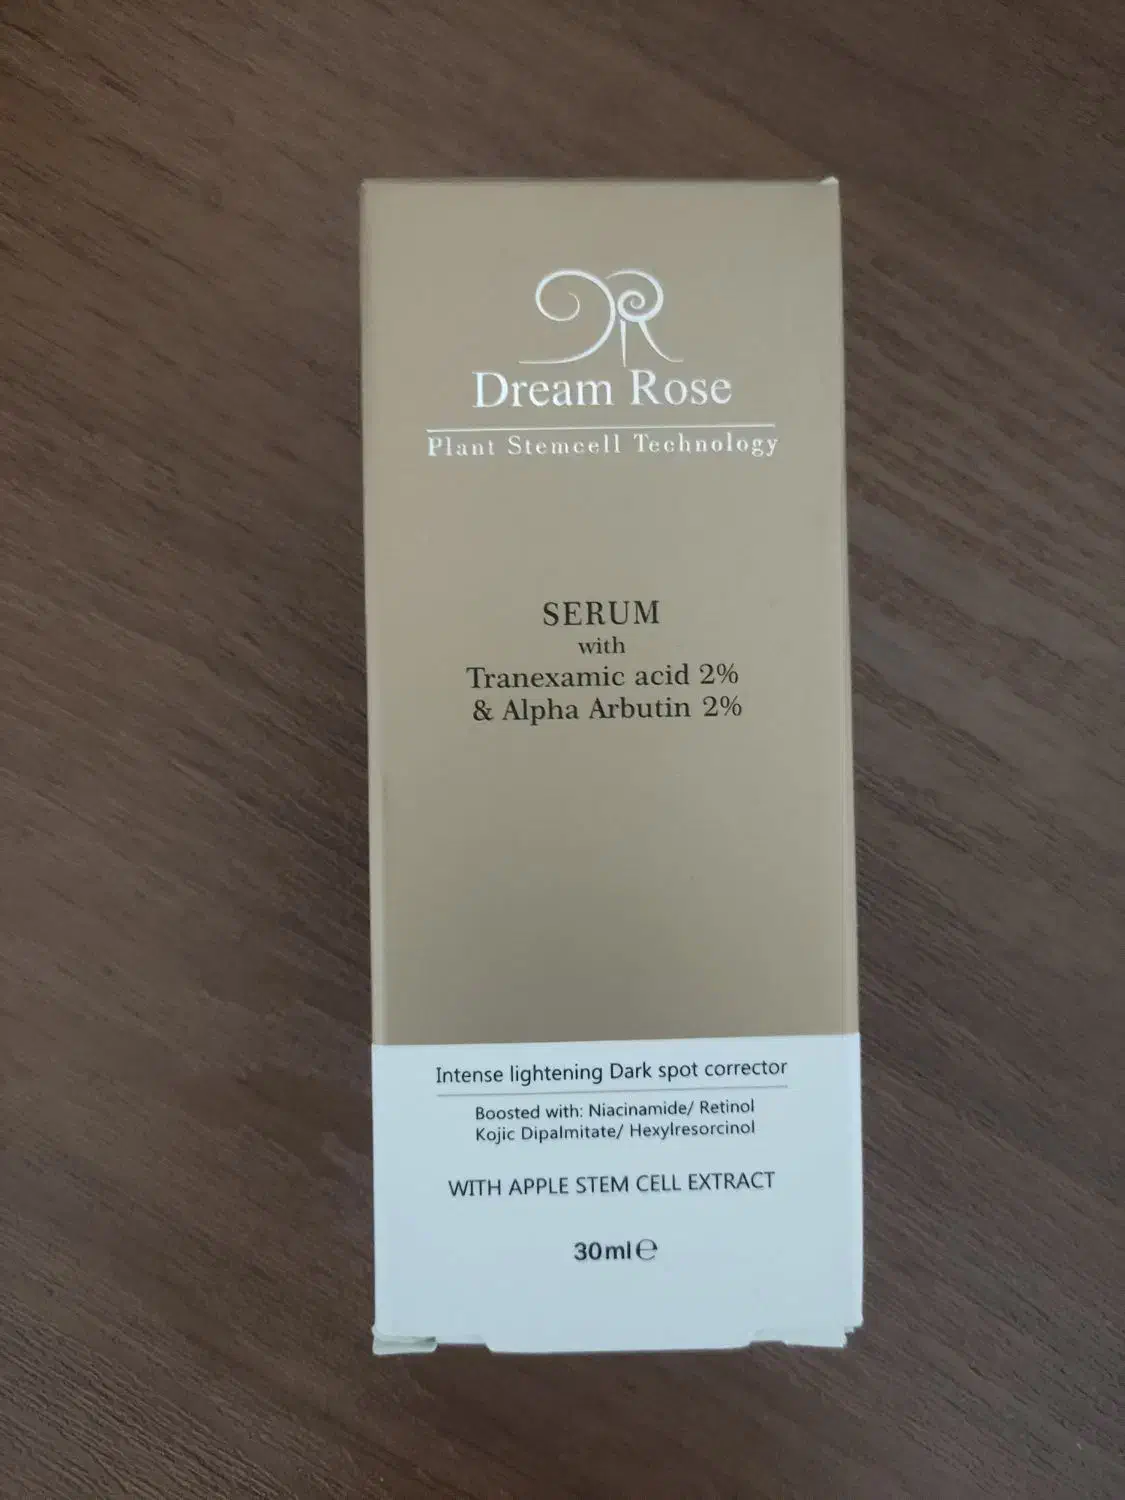 DR
Dream Rose
Plant Stemcell Technology
SERUM
with
Tranexamic acid 2%
& Alpha Arbutin 2%
Intense lightening Dark spot corrector
Boosted with: Niacinamide/ Retinol
Kojic Dipalmitate/ Hexylresorcinol
WITH APPLE STEM CELL EXTRACT
30ml℮